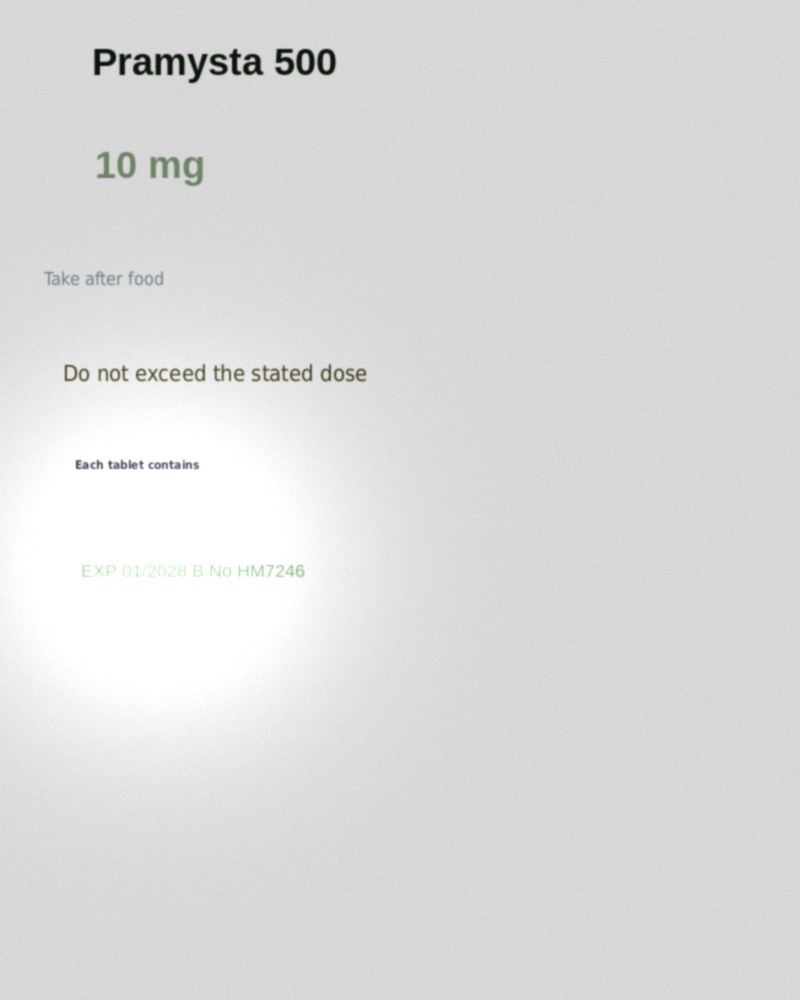 Pramysta 500
10 mg
Take after food
Do not exceed the stated dose
Each tablet contains
EXP 01/2028 B.No HM7246